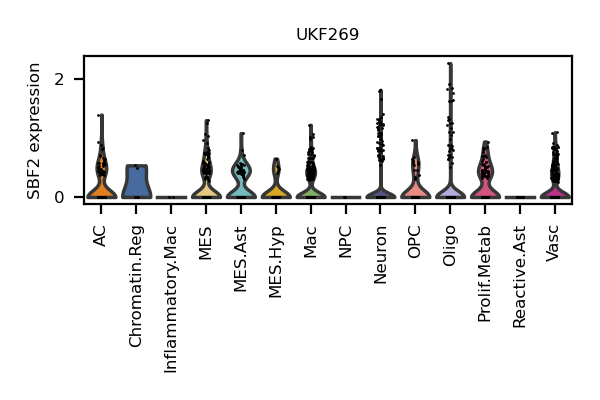 UKF269
SBF2 expression
2
0
AC
Chromatin.Reg
Inflammatory.Mac
MES
MES.Ast
MES.Hyp
Mac
NPC
Neuron
OPC
Oligo
Prolif.Metab
Reactive.Ast
Vasc